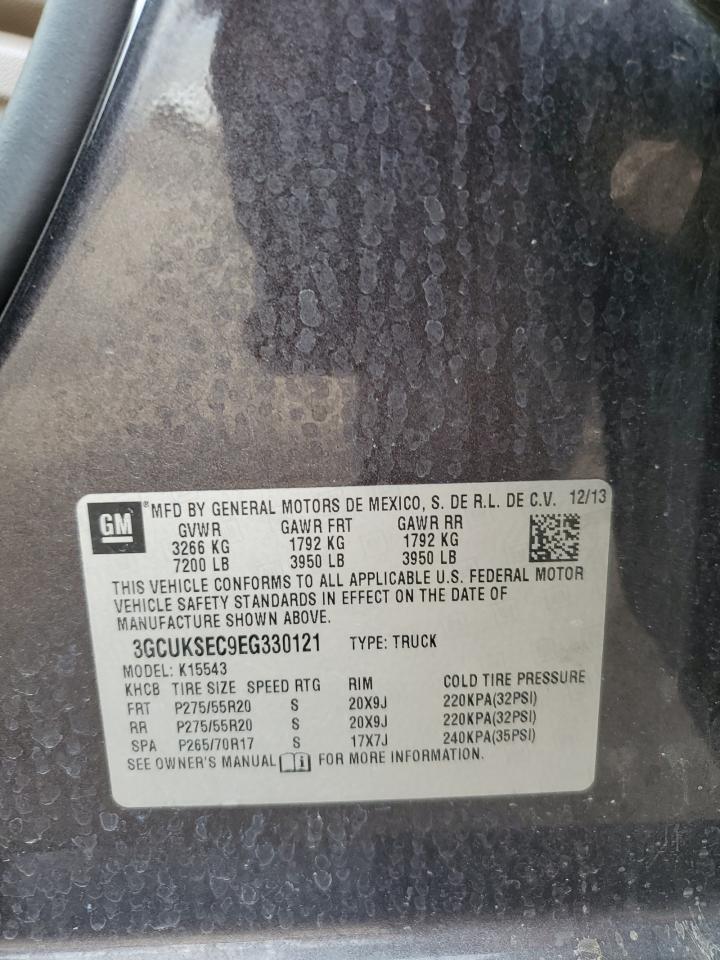 GM ® MFD BY GENERAL MOTORS DE MEXICO, S. DE R.L. DE C.V. 12/13
GVWR GAWR FRT GAWR RR
3266 KG 1792 KG 1792 KG
7200 LB 3950 LB 3950 LB
THIS VEHICLE CONFORMS TO ALL APPLICABLE U.S. FEDERAL MOTOR
VEHICLE SAFETY STANDARDS IN EFFECT ON THE DATE OF
MANUFACTURE SHOWN ABOVE.
3GCUKSEC9EG330121 TYPE: TRUCK
MODEL: K15543
KHCB TIRE SIZE SPEED RTG RIM COLD TIRE PRESSURE
FRT P275/55R20 S 20X9J 220KPA(32PSI)
RR P275/55R20 S 20X9J 220KPA(32PSI)
SPA P265/70R17 S 17X7J 240KPA(35PSI)
SEE OWNER'S MANUAL FOR MORE INFORMATION.